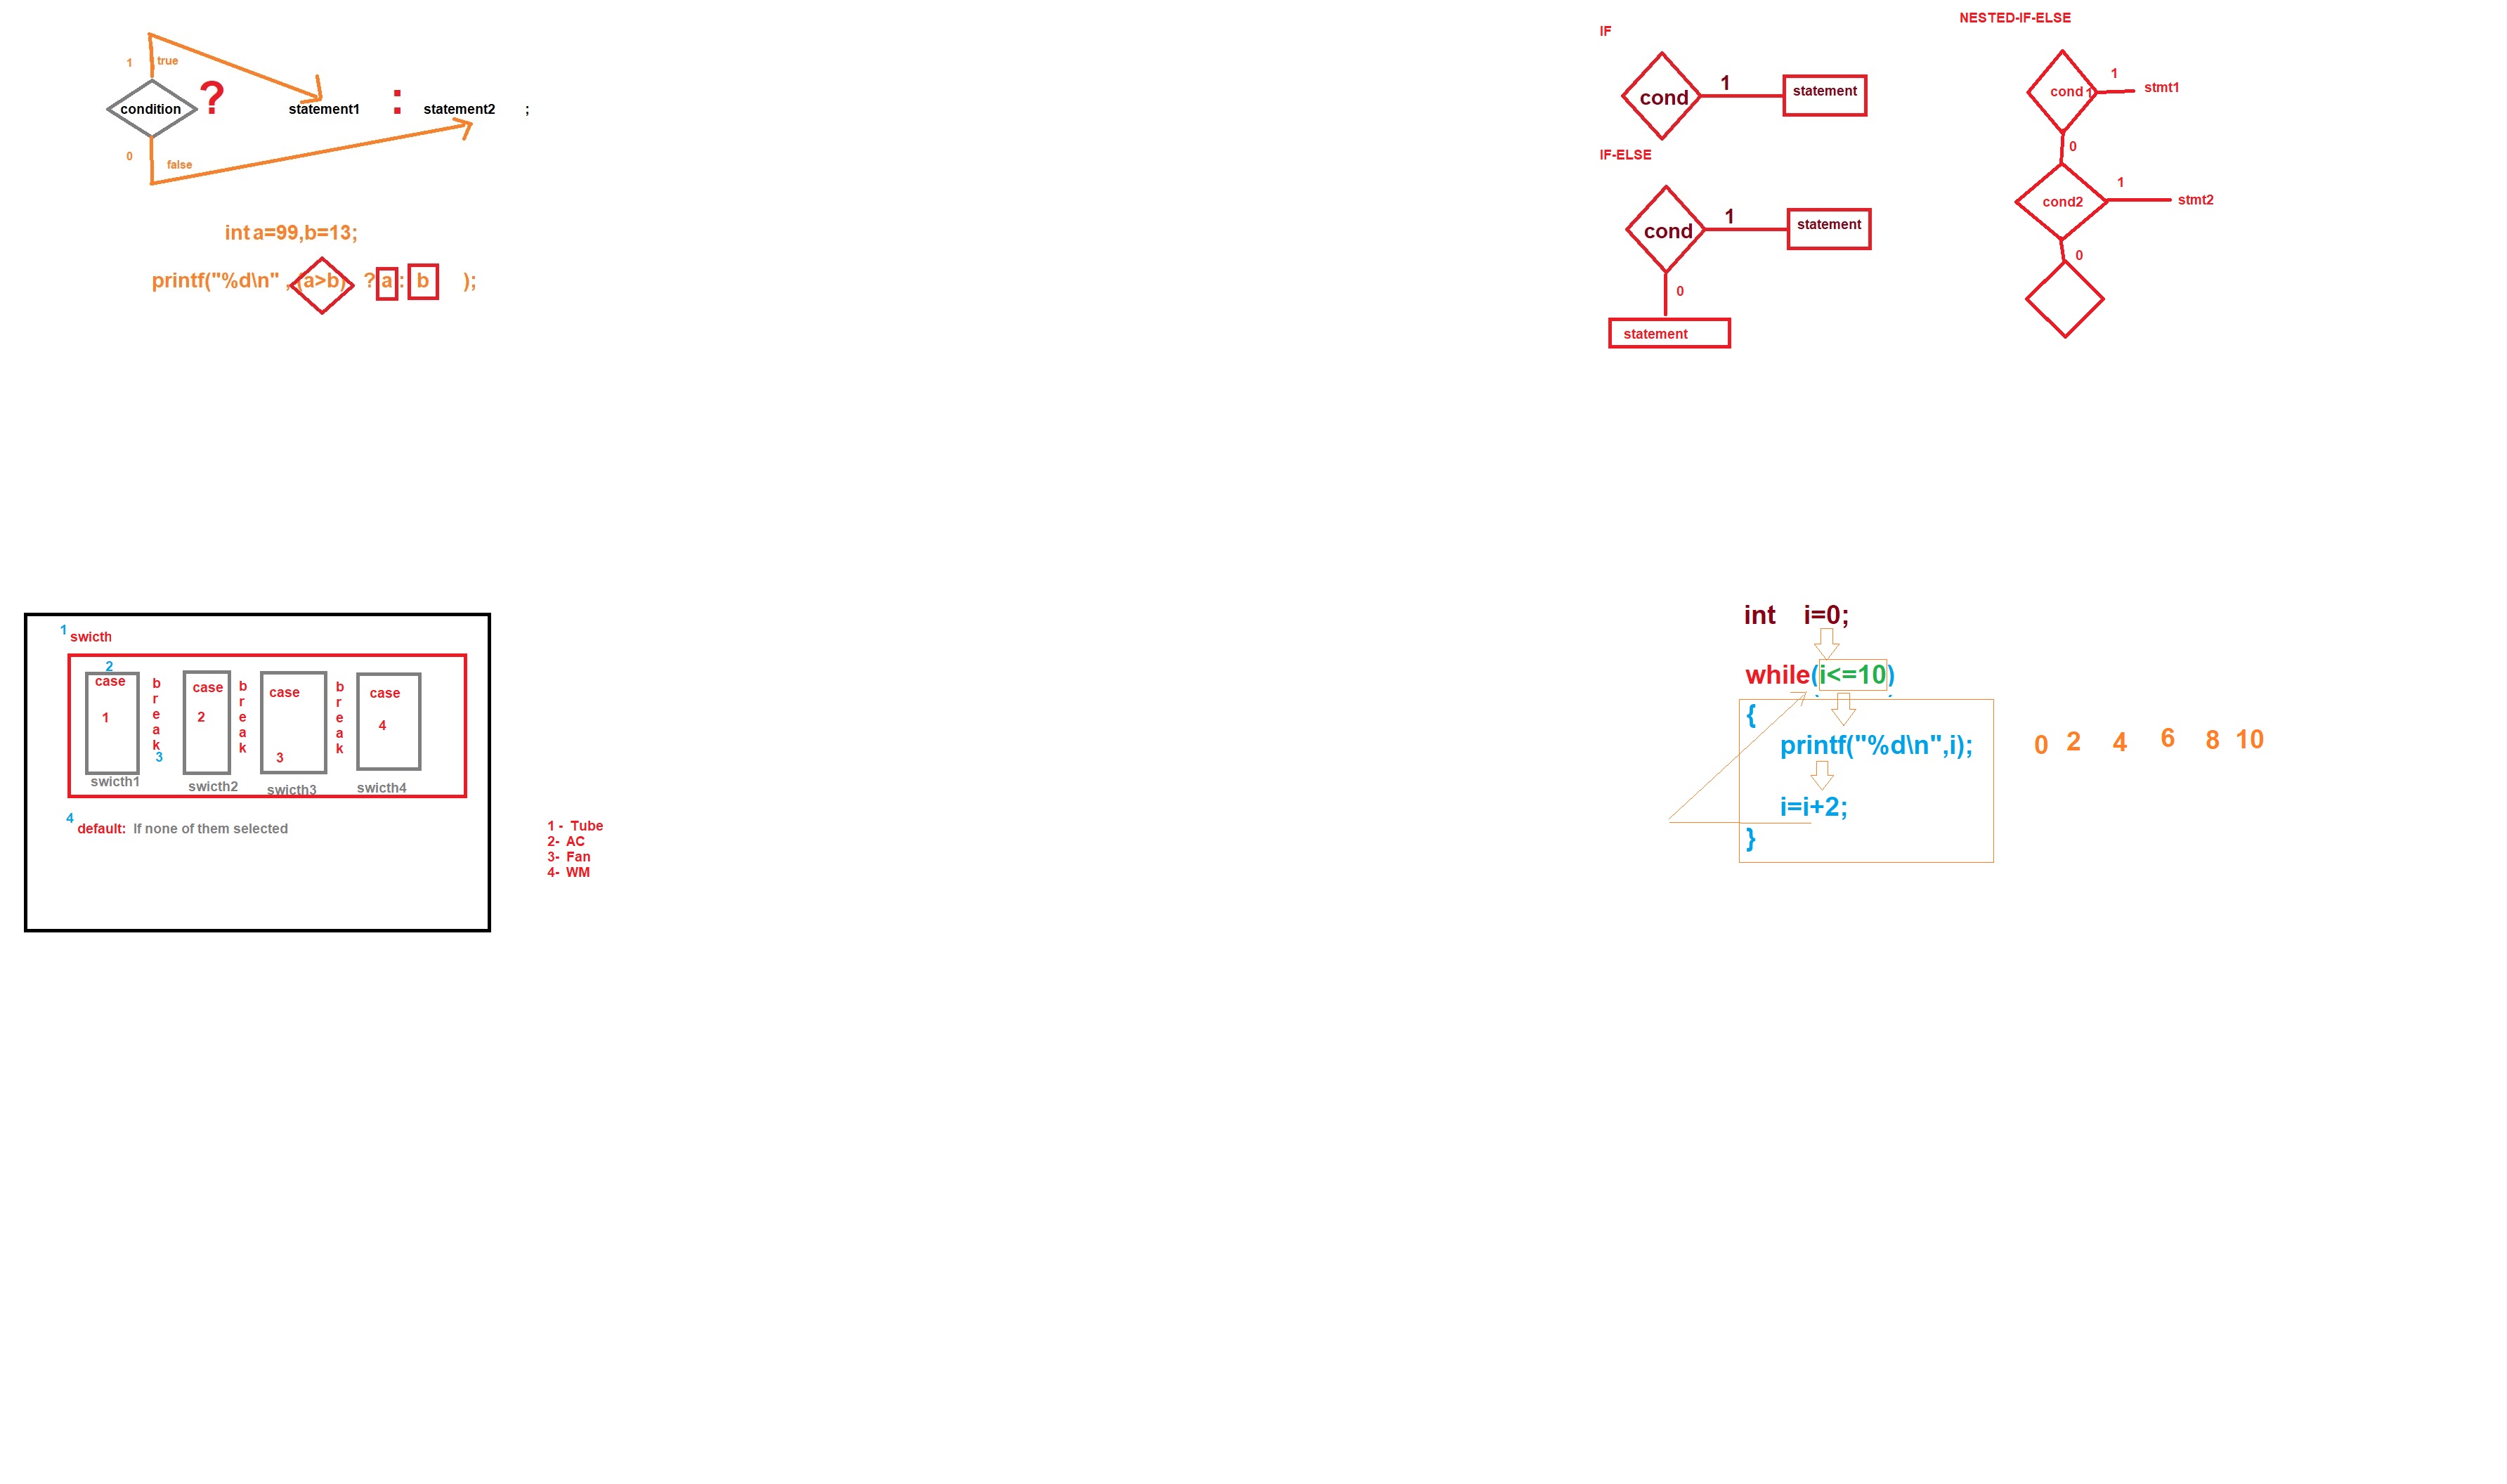 1 true
condition ? statement1 : statement2 ;
0 false
int a=99,b=13;
printf("%d\n" , (a>b) ? a : b );
IF
cond 1 statement
IF-ELSE
cond 1 statement
0
statement
NESTED-IF-ELSE
cond 1 1 stmt1
0
cond2 1 stmt2
0
1 swicth
2
case
1
break
3
case
2
break
case
3
break
case
4
swicth1 swicth2 swicth3 swicth4
4 default: If none of them selected
1 - Tube
2- AC
3- Fan
4- WM
int i=0;
while(i<=10)
{
printf("%d\n",i);
i=i+2;
}
0 2 4 6 8 10